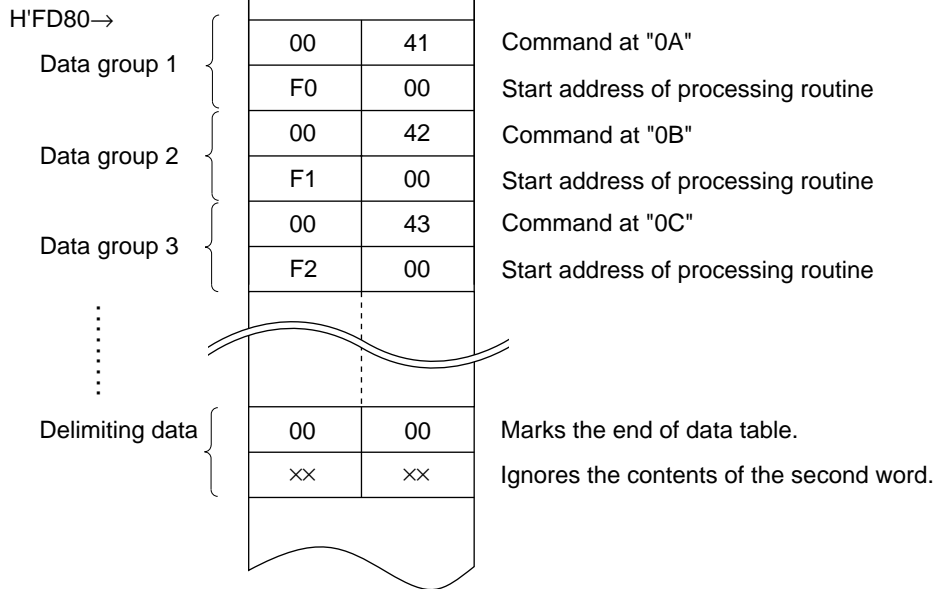 H'FD80→
Data group 1
00 41 Command at "0A"
F0 00 Start address of processing routine
Data group 2
00 42 Command at "0B"
F1 00 Start address of processing routine
Data group 3
00 43 Command at "0C"
F2 00 Start address of processing routine
Delimiting data
00 00 Marks the end of data table.
×× ×× Ignores the contents of the second word.